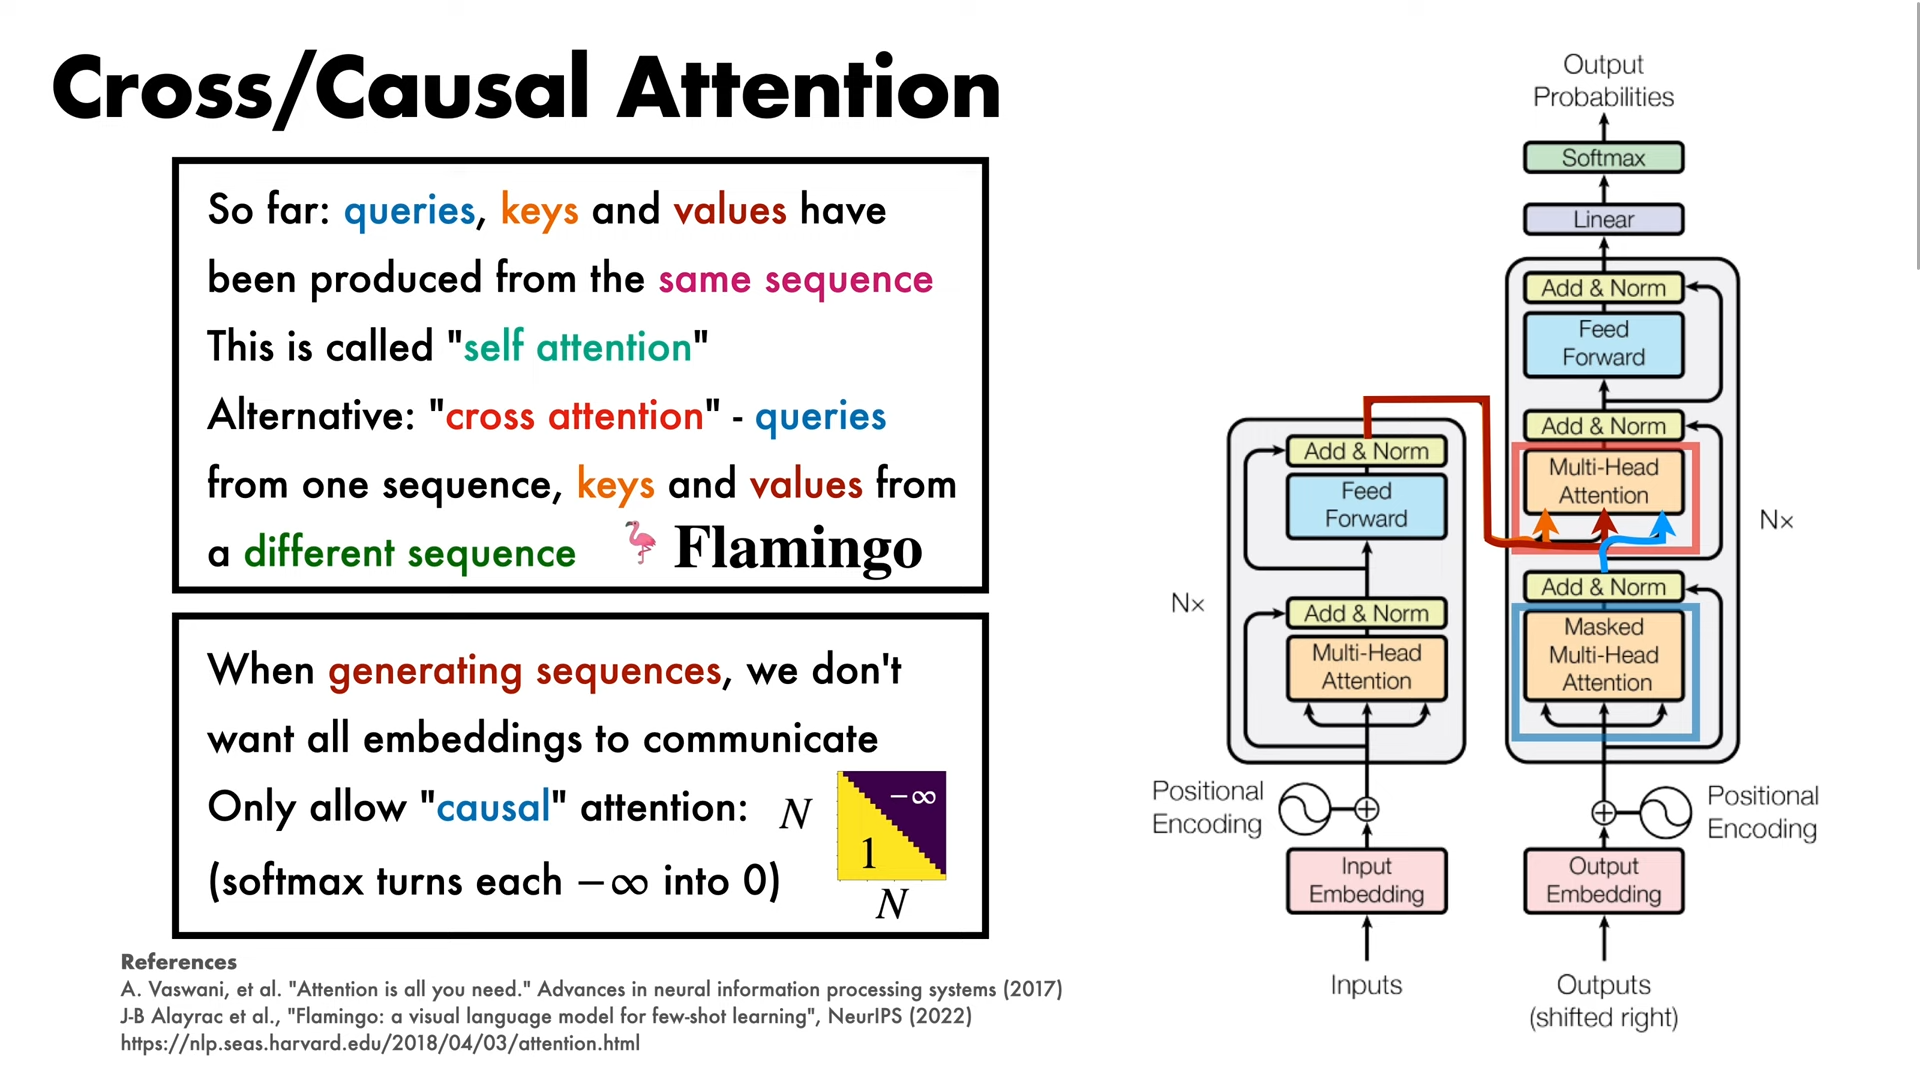 Cross/Causal Attention
So far: queries, keys and values have
been produced from the same sequence
This is called "self attention"
Alternative: "cross attention" - queries
from one sequence, keys and values from
a different sequence
🦩 Flamingo
When generating sequences, we don't
want all embeddings to communicate
Only allow "causal" attention:
(softmax turns each −∞ into 0)
N
−∞
1
N
References
A. Vaswani, et al. "Attention is all you need." Advances in neural information processing systems (2017)
J-B Alayrac et al., "Flamingo: a visual language model for few-shot learning", NeurIPS (2022)
https://nlp.seas.harvard.edu/2018/04/03/attention.html
Output
Probabilities
Softmax
Linear
Add & Norm
Feed
Forward
Add & Norm
Multi-Head
Attention
N×
Add & Norm
Masked
Multi-Head
Attention
Positional
Encoding
Output
Embedding
Outputs
(shifted right)
Add & Norm
Feed
Forward
N×
Add & Norm
Multi-Head
Attention
Positional
Encoding
Input
Embedding
Inputs